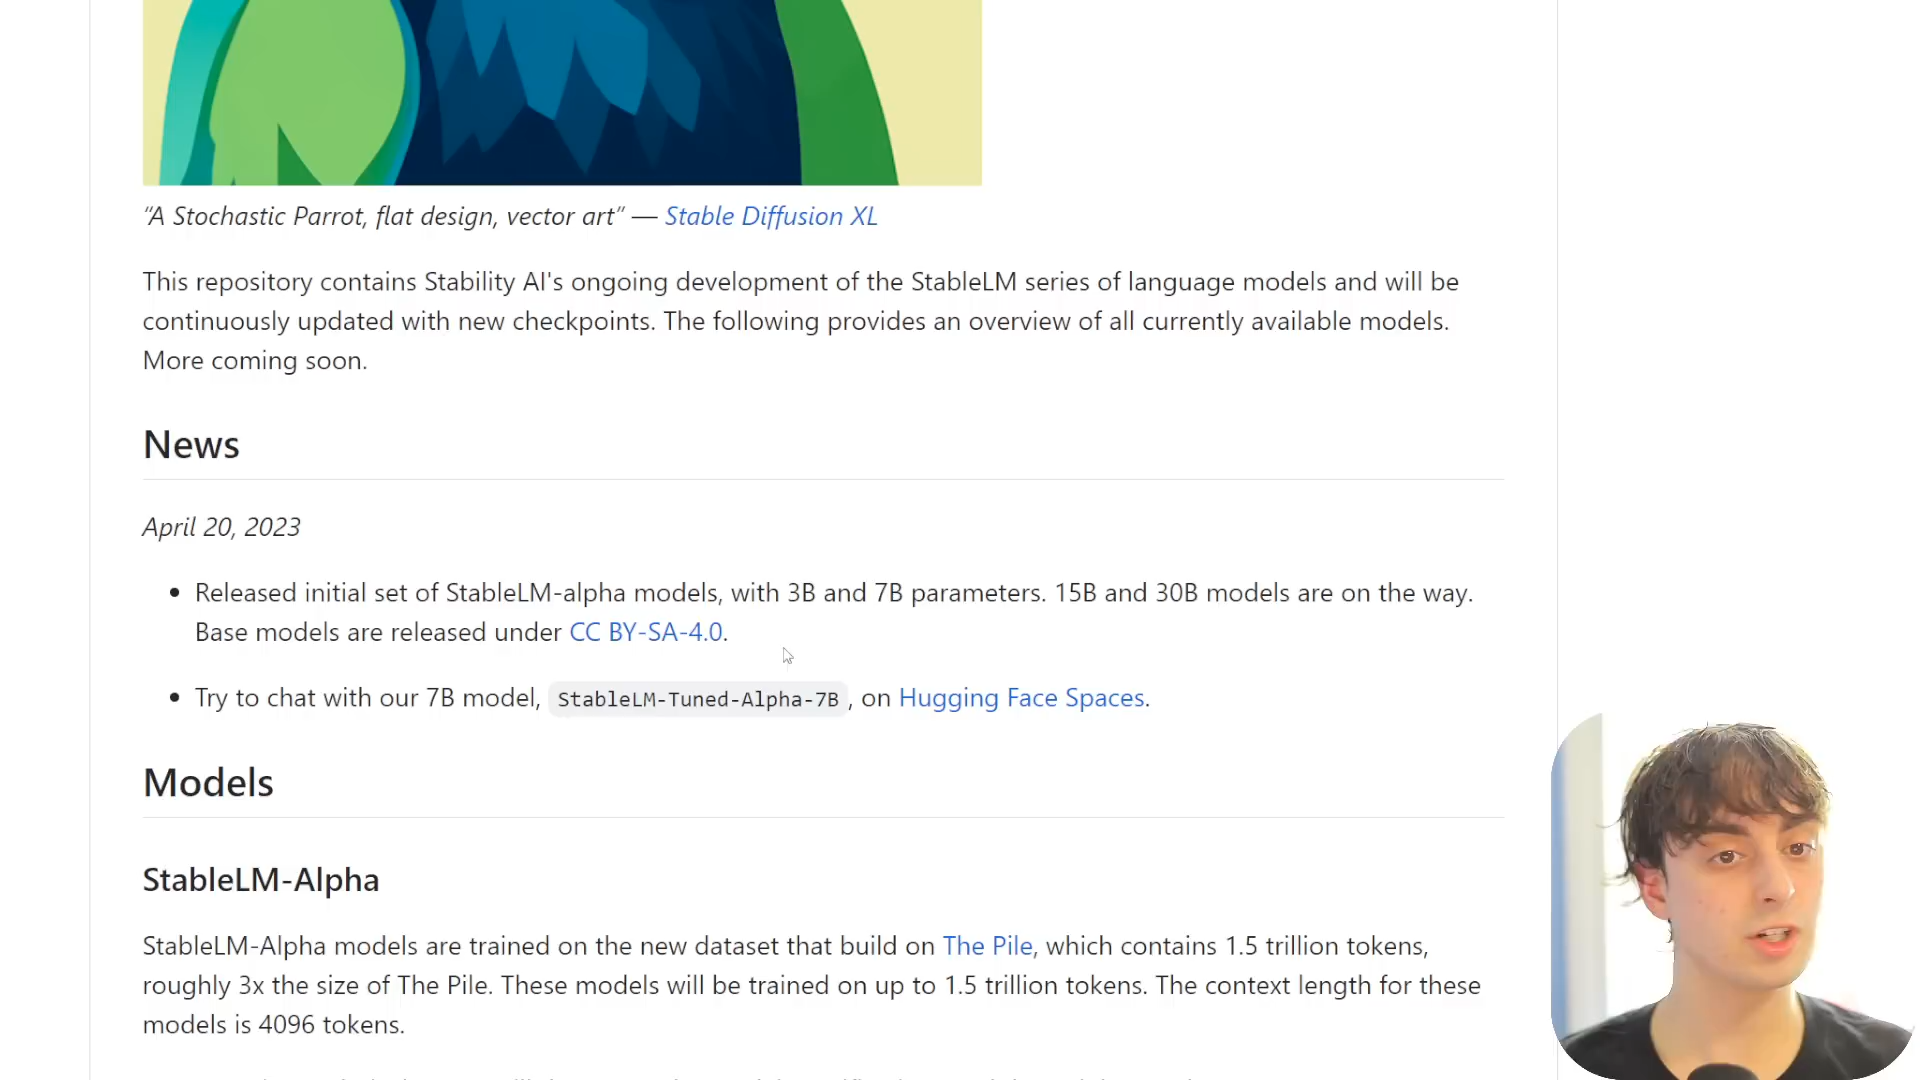 “A Stochastic Parrot, flat design, vector art” — Stable Diffusion XL
This repository contains Stability AI's ongoing development of the StableLM series of language models and will be
continuously updated with new checkpoints. The following provides an overview of all currently available models.
More coming soon.
News
April 20, 2023
• Released initial set of StableLM-alpha models, with 3B and 7B parameters. 15B and 30B models are on the way.
Base models are released under CC BY-SA-4.0.
• Try to chat with our 7B model, StableLM-Tuned-Alpha-7B, on Hugging Face Spaces.
Models
StableLM-Alpha
StableLM-Alpha models are trained on the new dataset that build on The Pile, which contains 1.5 trillion tokens,
roughly 3x the size of The Pile. These models will be trained on up to 1.5 trillion tokens. The context length for these
models is 4096 tokens.